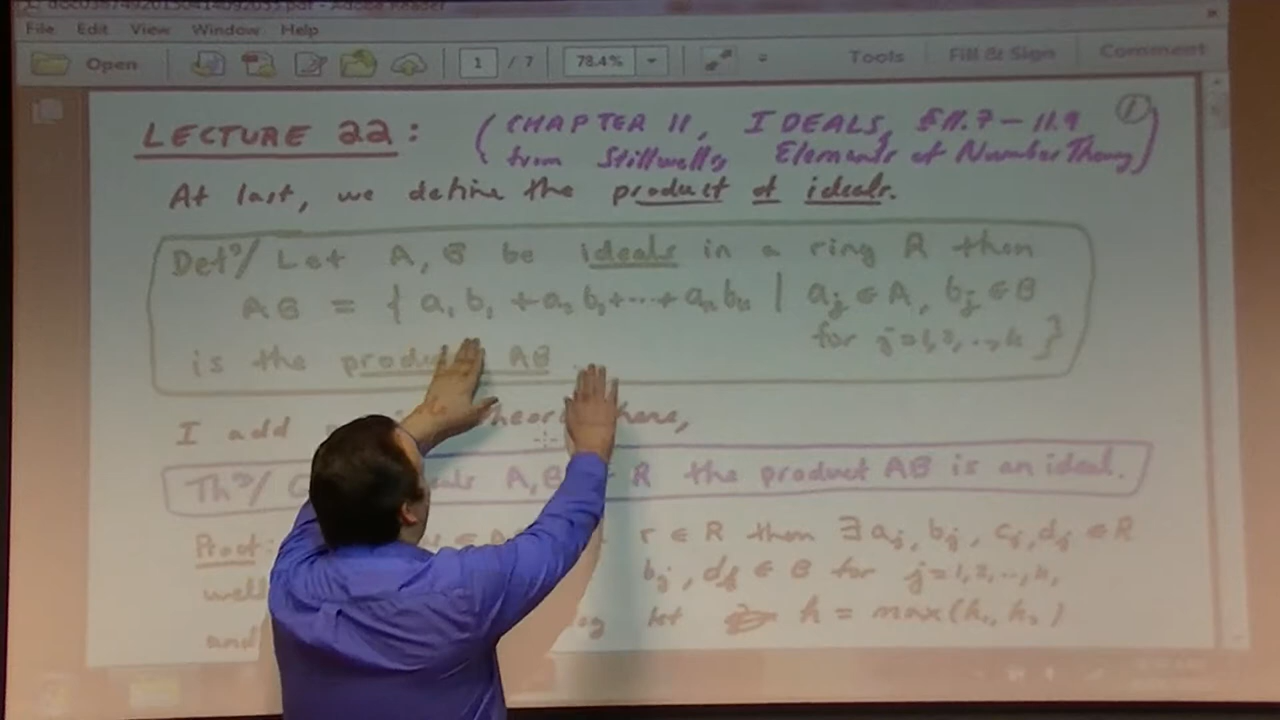 File Edit View Window Help
Open 1 / 7 78.4% Tools Fill & Sign Comment
①
LECTURE 22: (CHAPTER 11, IDEALS, §11.7-11.9
from Stillwell's Elements of Number Theory)
At last, we define the product of ideals.
Defⁿ/ Let A, B be ideals in a ring R then
AB = { a₁b₁ + a₂b₂ + ... + aₖbₖ | aⱼ ∈ A, bⱼ ∈ B
for j=1,2,...,k }
is the product AB
I add here,
Thᵐ/ A, B R the product AB is an ideal.
Proof: r ∈ R then ∃ aⱼ, bⱼ, cⱼ, dⱼ ∈ R
well bⱼ, dⱼ ∈ B for j=1,2,...,k,
and let k = max(k₁, k₂)